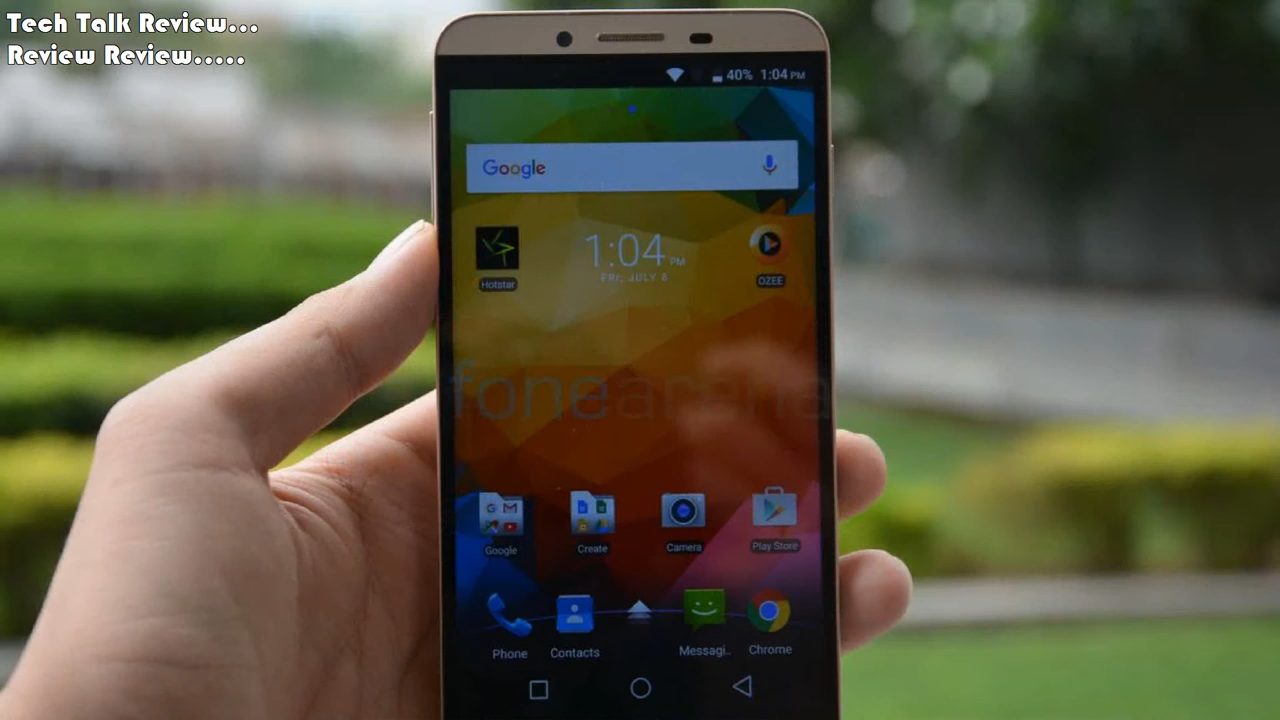 Tech Talk Review...
Review Review.....
40% 1:04 PM
Google
1:04 PM
FRI, JULY 8
Hotstar
OZEE
fonearena
Google
Create
Camera
Play Store
Phone
Contacts
Messagi..
Chrome